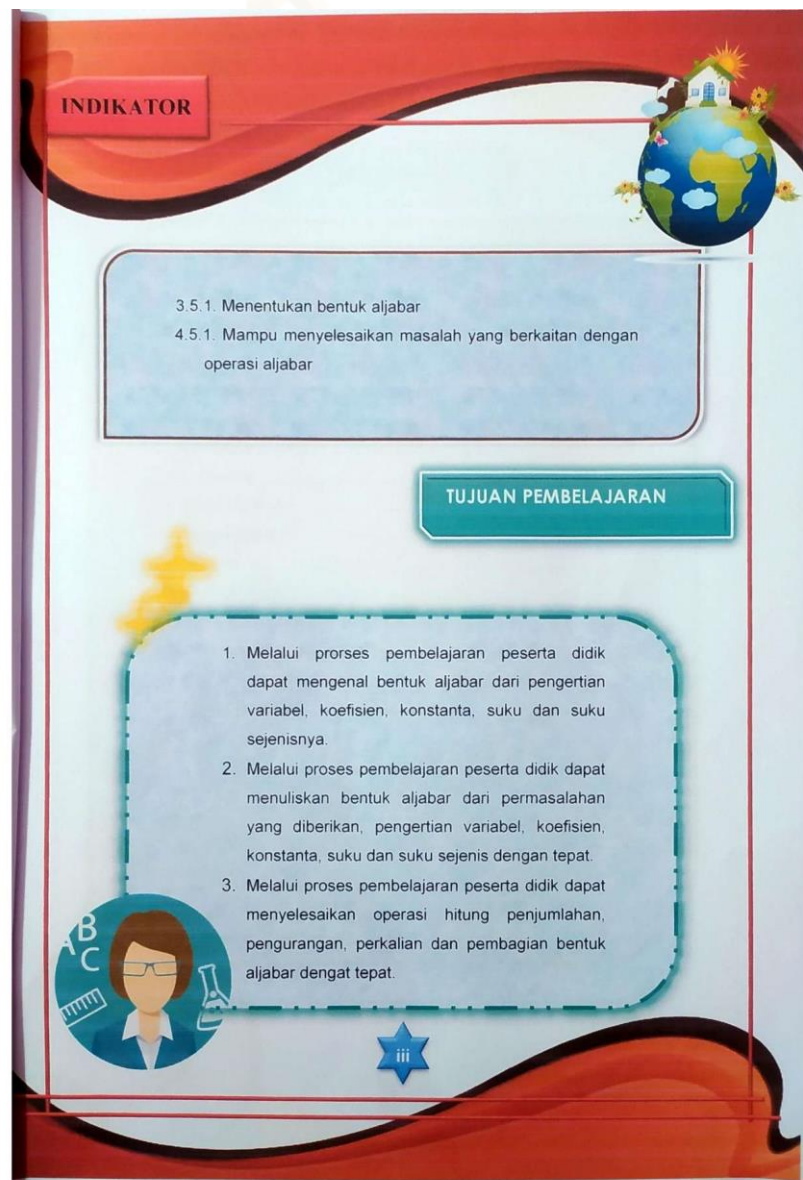 INDIKATOR
3.5.1. Menentukan bentuk aljabar
4.5.1. Mampu menyelesaikan masalah yang berkaitan dengan
operasi aljabar
TUJUAN PEMBELAJARAN
1. Melalui prorses pembelajaran peserta didik
dapat mengenal bentuk aljabar dari pengertian
variabel, koefisien, konstanta, suku dan suku
sejenisnya.
2. Melalui proses pembelajaran peserta didik dapat
menuliskan bentuk aljabar dari permasalahan
yang diberikan, pengertian variabel, koefisien,
konstanta, suku dan suku sejenis dengan tepat.
3. Melalui proses pembelajaran peserta didik dapat
menyelesaikan operasi hitung penjumlahan,
pengurangan, perkalian dan pembagian bentuk
aljabar dengat tepat.
AB
C
iii